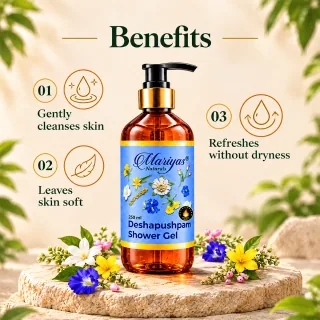 Benefits
01
Gently
cleanses skin
02
Leaves
skin soft
03
Refreshes
without dryness
Mariyas®
Naturals
250 ml
Deshapushpam
Shower Gel